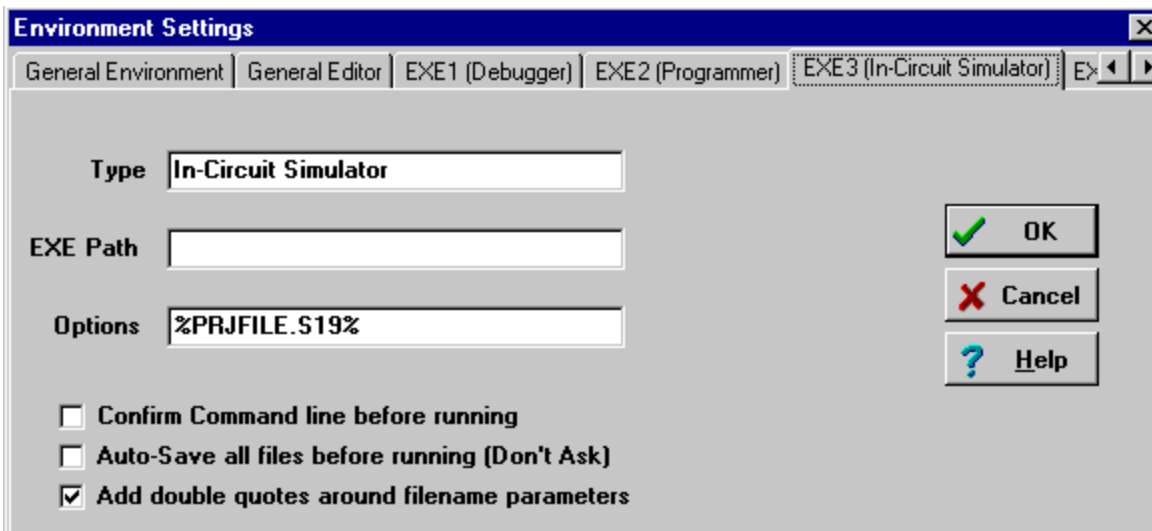 Environment Settings
General Environment General Editor EXE1 (Debugger) EXE2 (Programmer) EXE3 (In-Circuit Simulator) EX
Type In-Circuit Simulator
EXE Path
OK
Cancel
Options %PRJFILE.S19%
Help
Confirm Command line before running
Auto-Save all files before running (Don't Ask)
Add double quotes around filename parameters